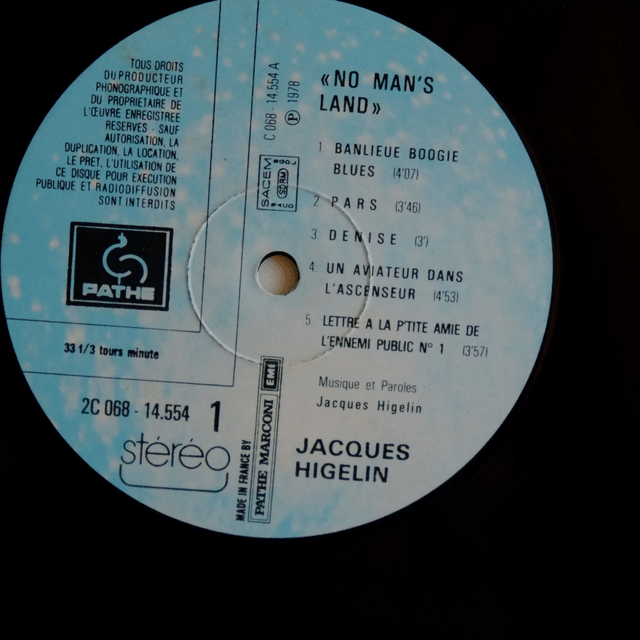 TOUS DROITS
DU PRODUCTEUR
PHONOGRAPHIQUE ET
DU PROPRIETAIRE DE
L'ŒUVRE ENREGISTREE
RESERVES - SAUF
AUTORISATION, LA
DUPLICATION, LA LOCATION,
LE PRET, L'UTILISATION DE
CE DISQUE POUR EXECUTION
PUBLIQUE ET RADIODIFFUSION
SONT INTERDITS
PATHE
33 1/3 tours minute
2C 068 - 14.554 1
stéréo
C 068 - 14.554 A
Ⓟ 1978
SACEM
MADE IN FRANCE BY
PATHE MARCONI EMI
«NO MAN'S
LAND»
1 BANLIEUE BOOGIE
BLUES (4'07)
2. PARS (3'46)
3. DENISE (3')
4. UN AVIATEUR DANS
L'ASCENSEUR (4'53)
5. LETTRE A LA P'TITE AMIE DE
L'ENNEMI PUBLIC N° 1 (3'57)
Musique et Paroles :
Jacques Higelin
JACQUES
HIGELIN